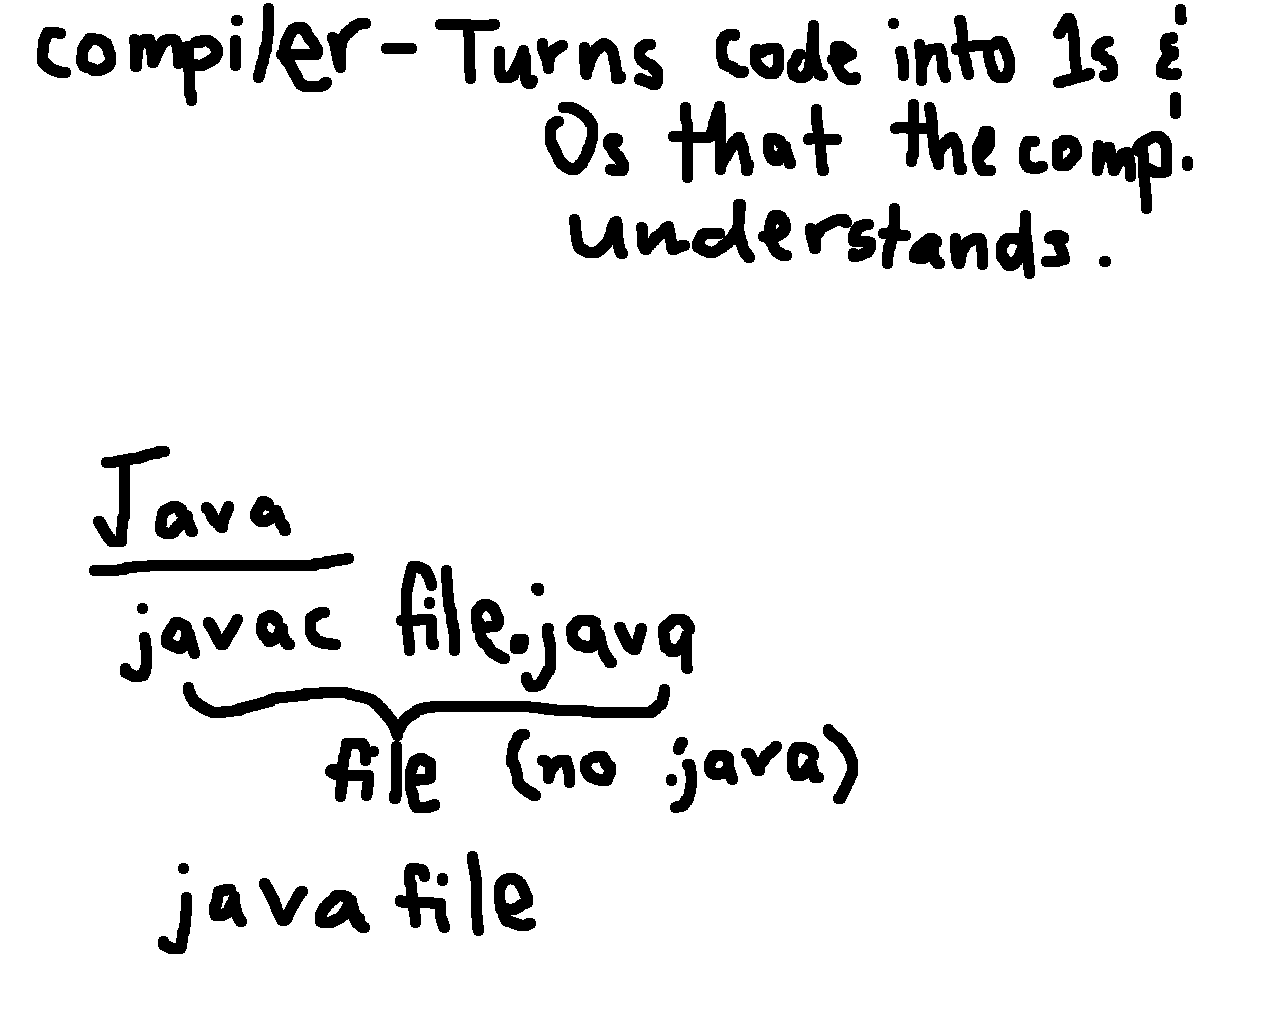 compiler - Turns code into 1s &
0s that the comp.
understands.
Java
javac file.java
file (no .java)
java file